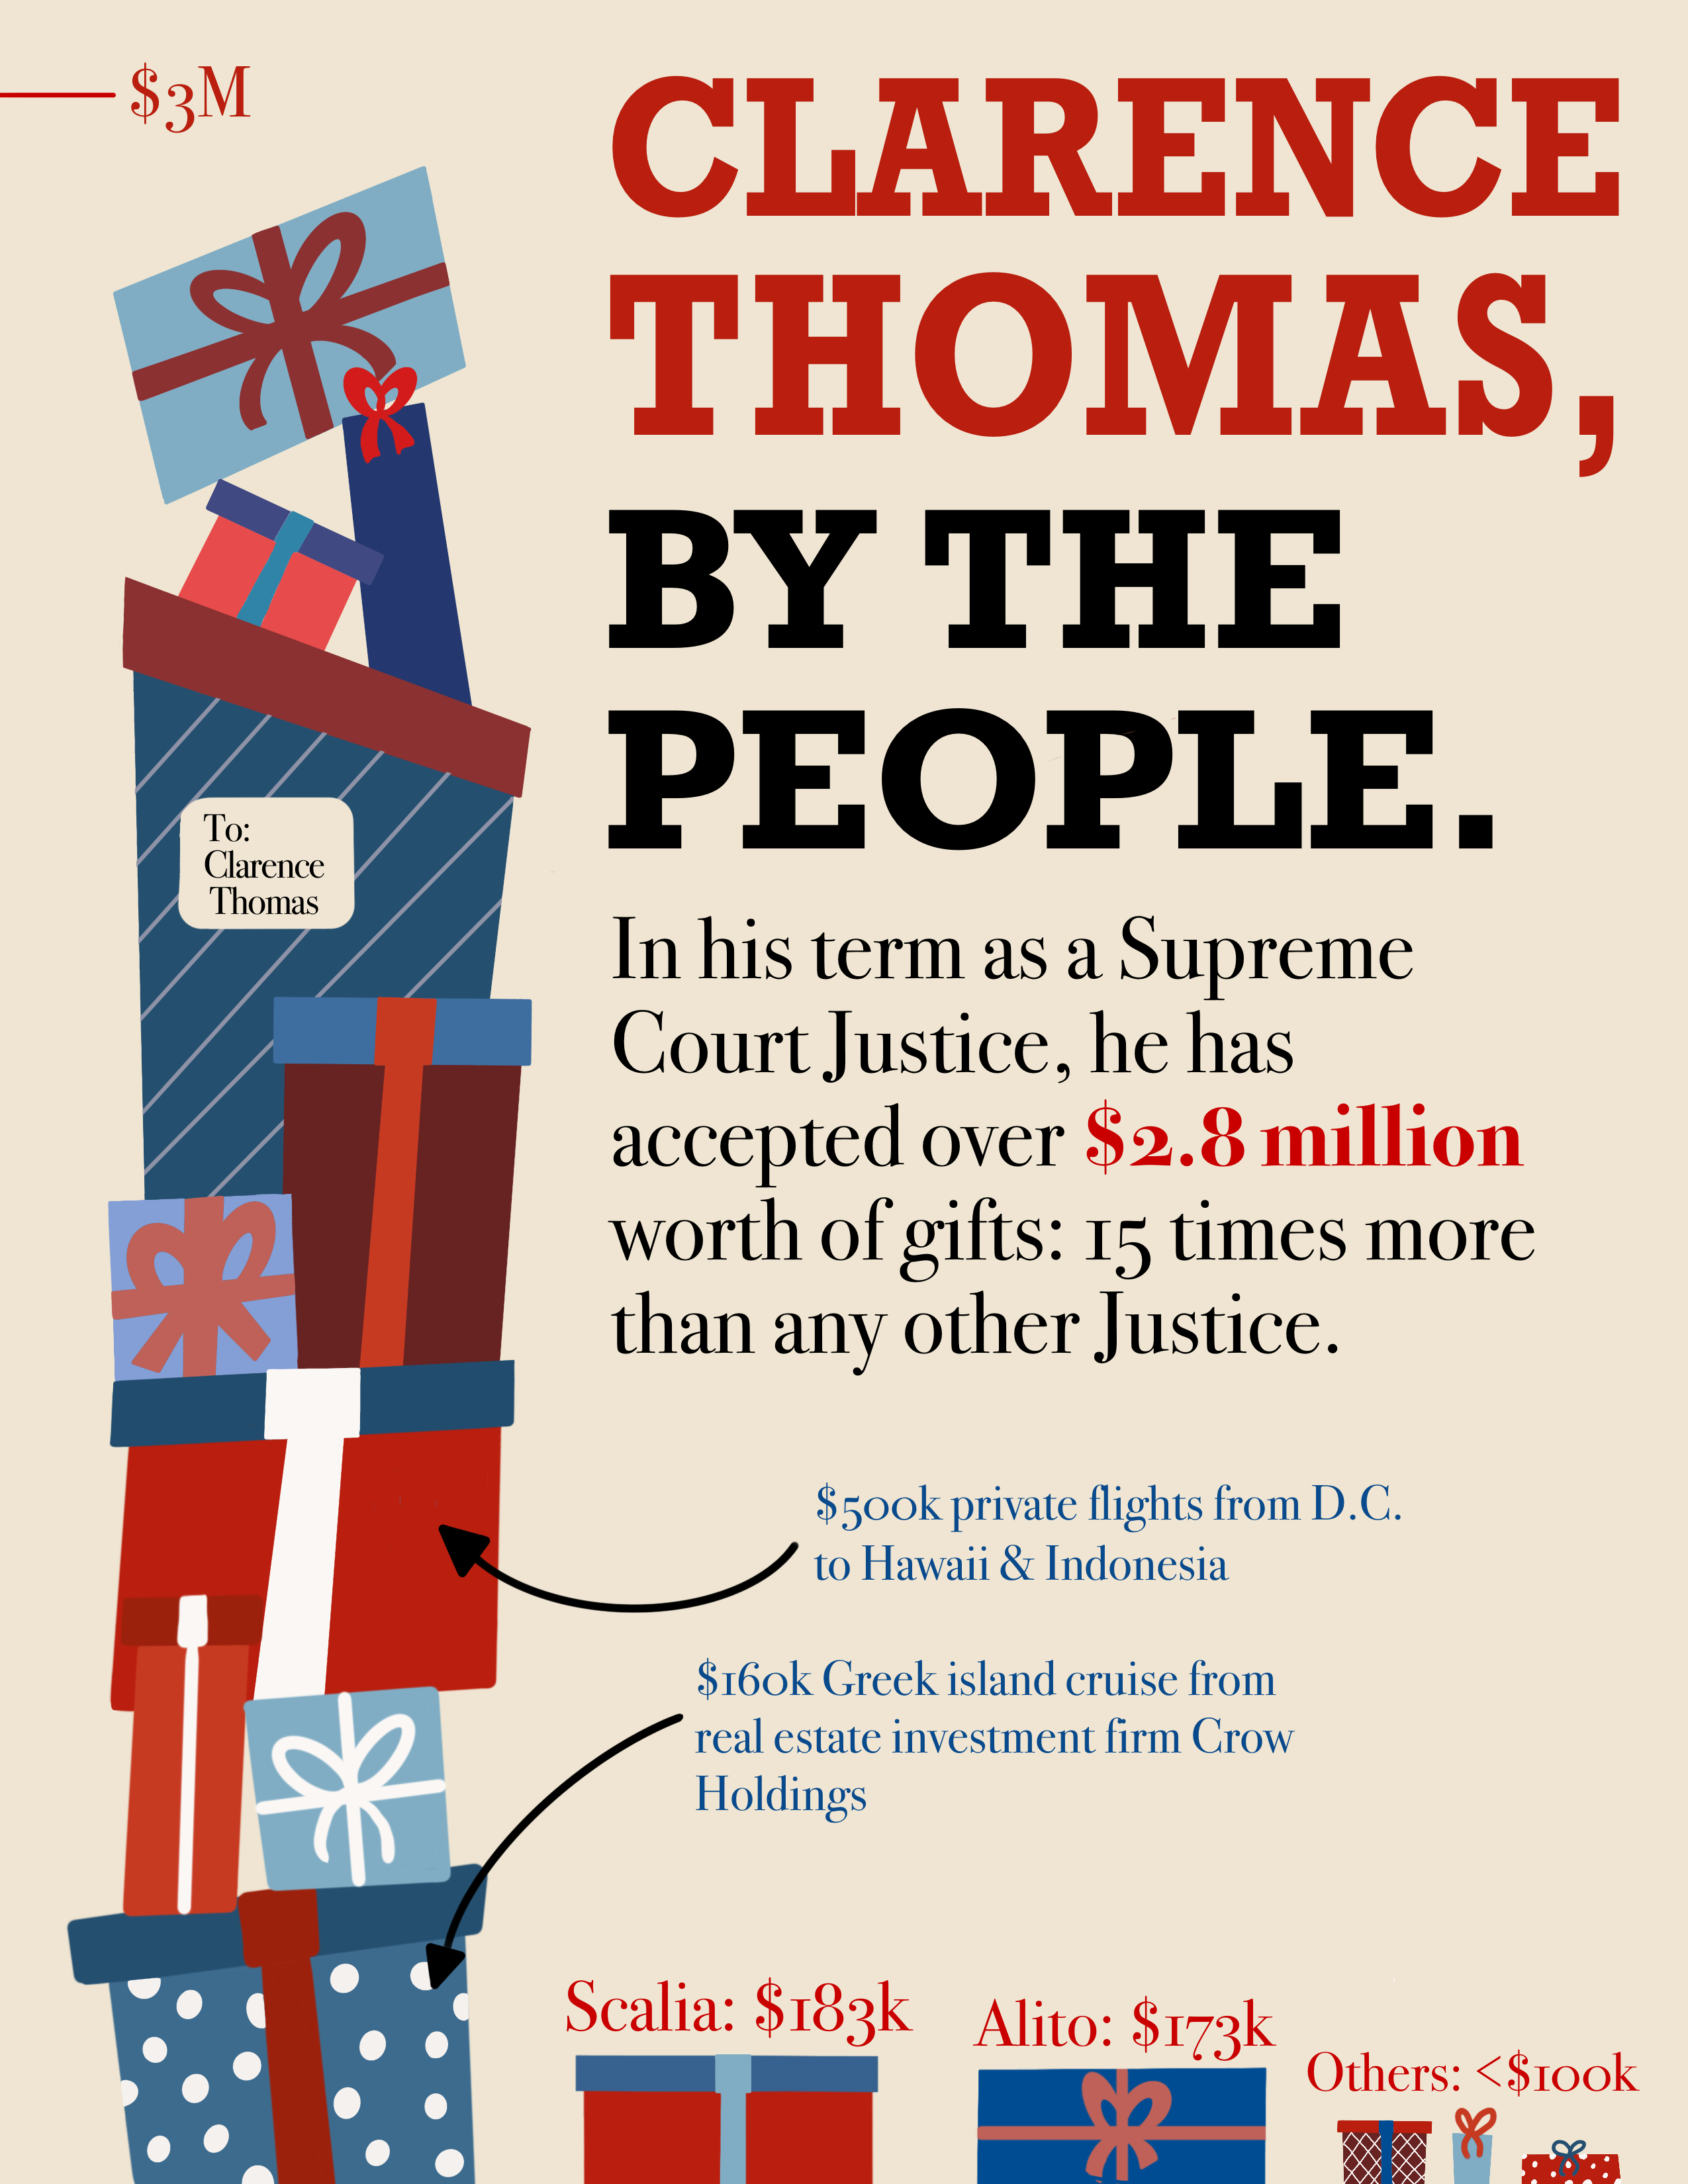 $3M
CLARENCE
THOMAS,
BY THE
PEOPLE.
To:
Clarence
Thomas
In his term as a Supreme
Court Justice, he has
accepted over $2.8 million
worth of gifts: 15 times more
than any other Justice.
$500k private flights from D.C.
to Hawaii & Indonesia
$160k Greek island cruise from
real estate investment firm Crow
Holdings
Scalia: $183k
Alito: $173k
Others: <$100k